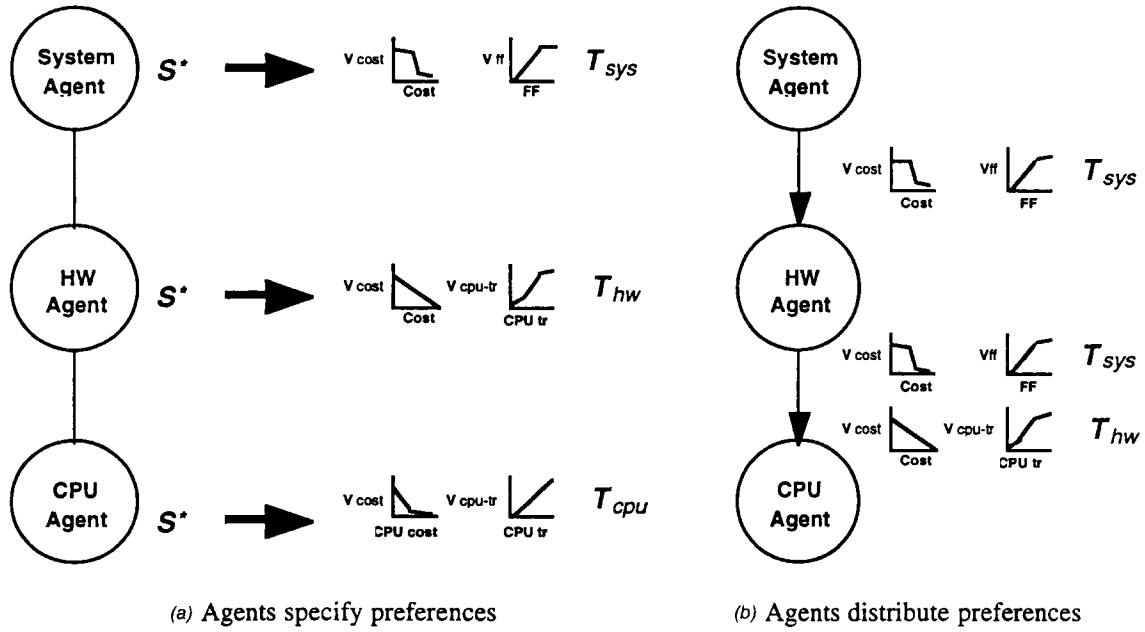 System
Agent
S*
V cost
Cost
V ff
FF
T sys
HW
Agent
S*
V cost
Cost
V cpu-tr
CPU tr
T hw
CPU
Agent
S*
V cost
CPU cost
V cpu-tr
CPU tr
T cpu
(a) Agents specify preferences
System
Agent
V cost
Cost
Vff
FF
T sys
HW
Agent
V cost
Cost
Vff
FF
T sys
V cost
Cost
V cpu-tr
CPU tr
T hw
CPU
Agent
(b) Agents distribute preferences